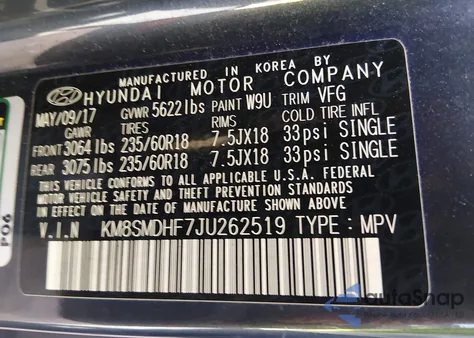 MANUFACTURED IN KOREA BY
HYUNDAI MOTOR COMPANY
MAY/09/17 GVWR 5622 lbs PAINT W9U TRIM VFG
GAWR TIRES RIMS COLD TIRE INFL
FRONT 3064 lbs 235/60R18 7.5JX18 33psi SINGLE
REAR 3075 lbs 235/60R18 7.5JX18 33psi SINGLE
THIS VEHICLE CONFORMS TO ALL APPLICABLE U.S.A. FEDERAL
MOTOR VEHICLE SAFETY AND THEFT PREVENTION STANDARDS
IN EFFECT ON THE DATE OF MANUFACTURE SHOWN ABOVE.
V.I.N KM8SMDHF7JU262519 TYPE : MPV
P06
autoSnap